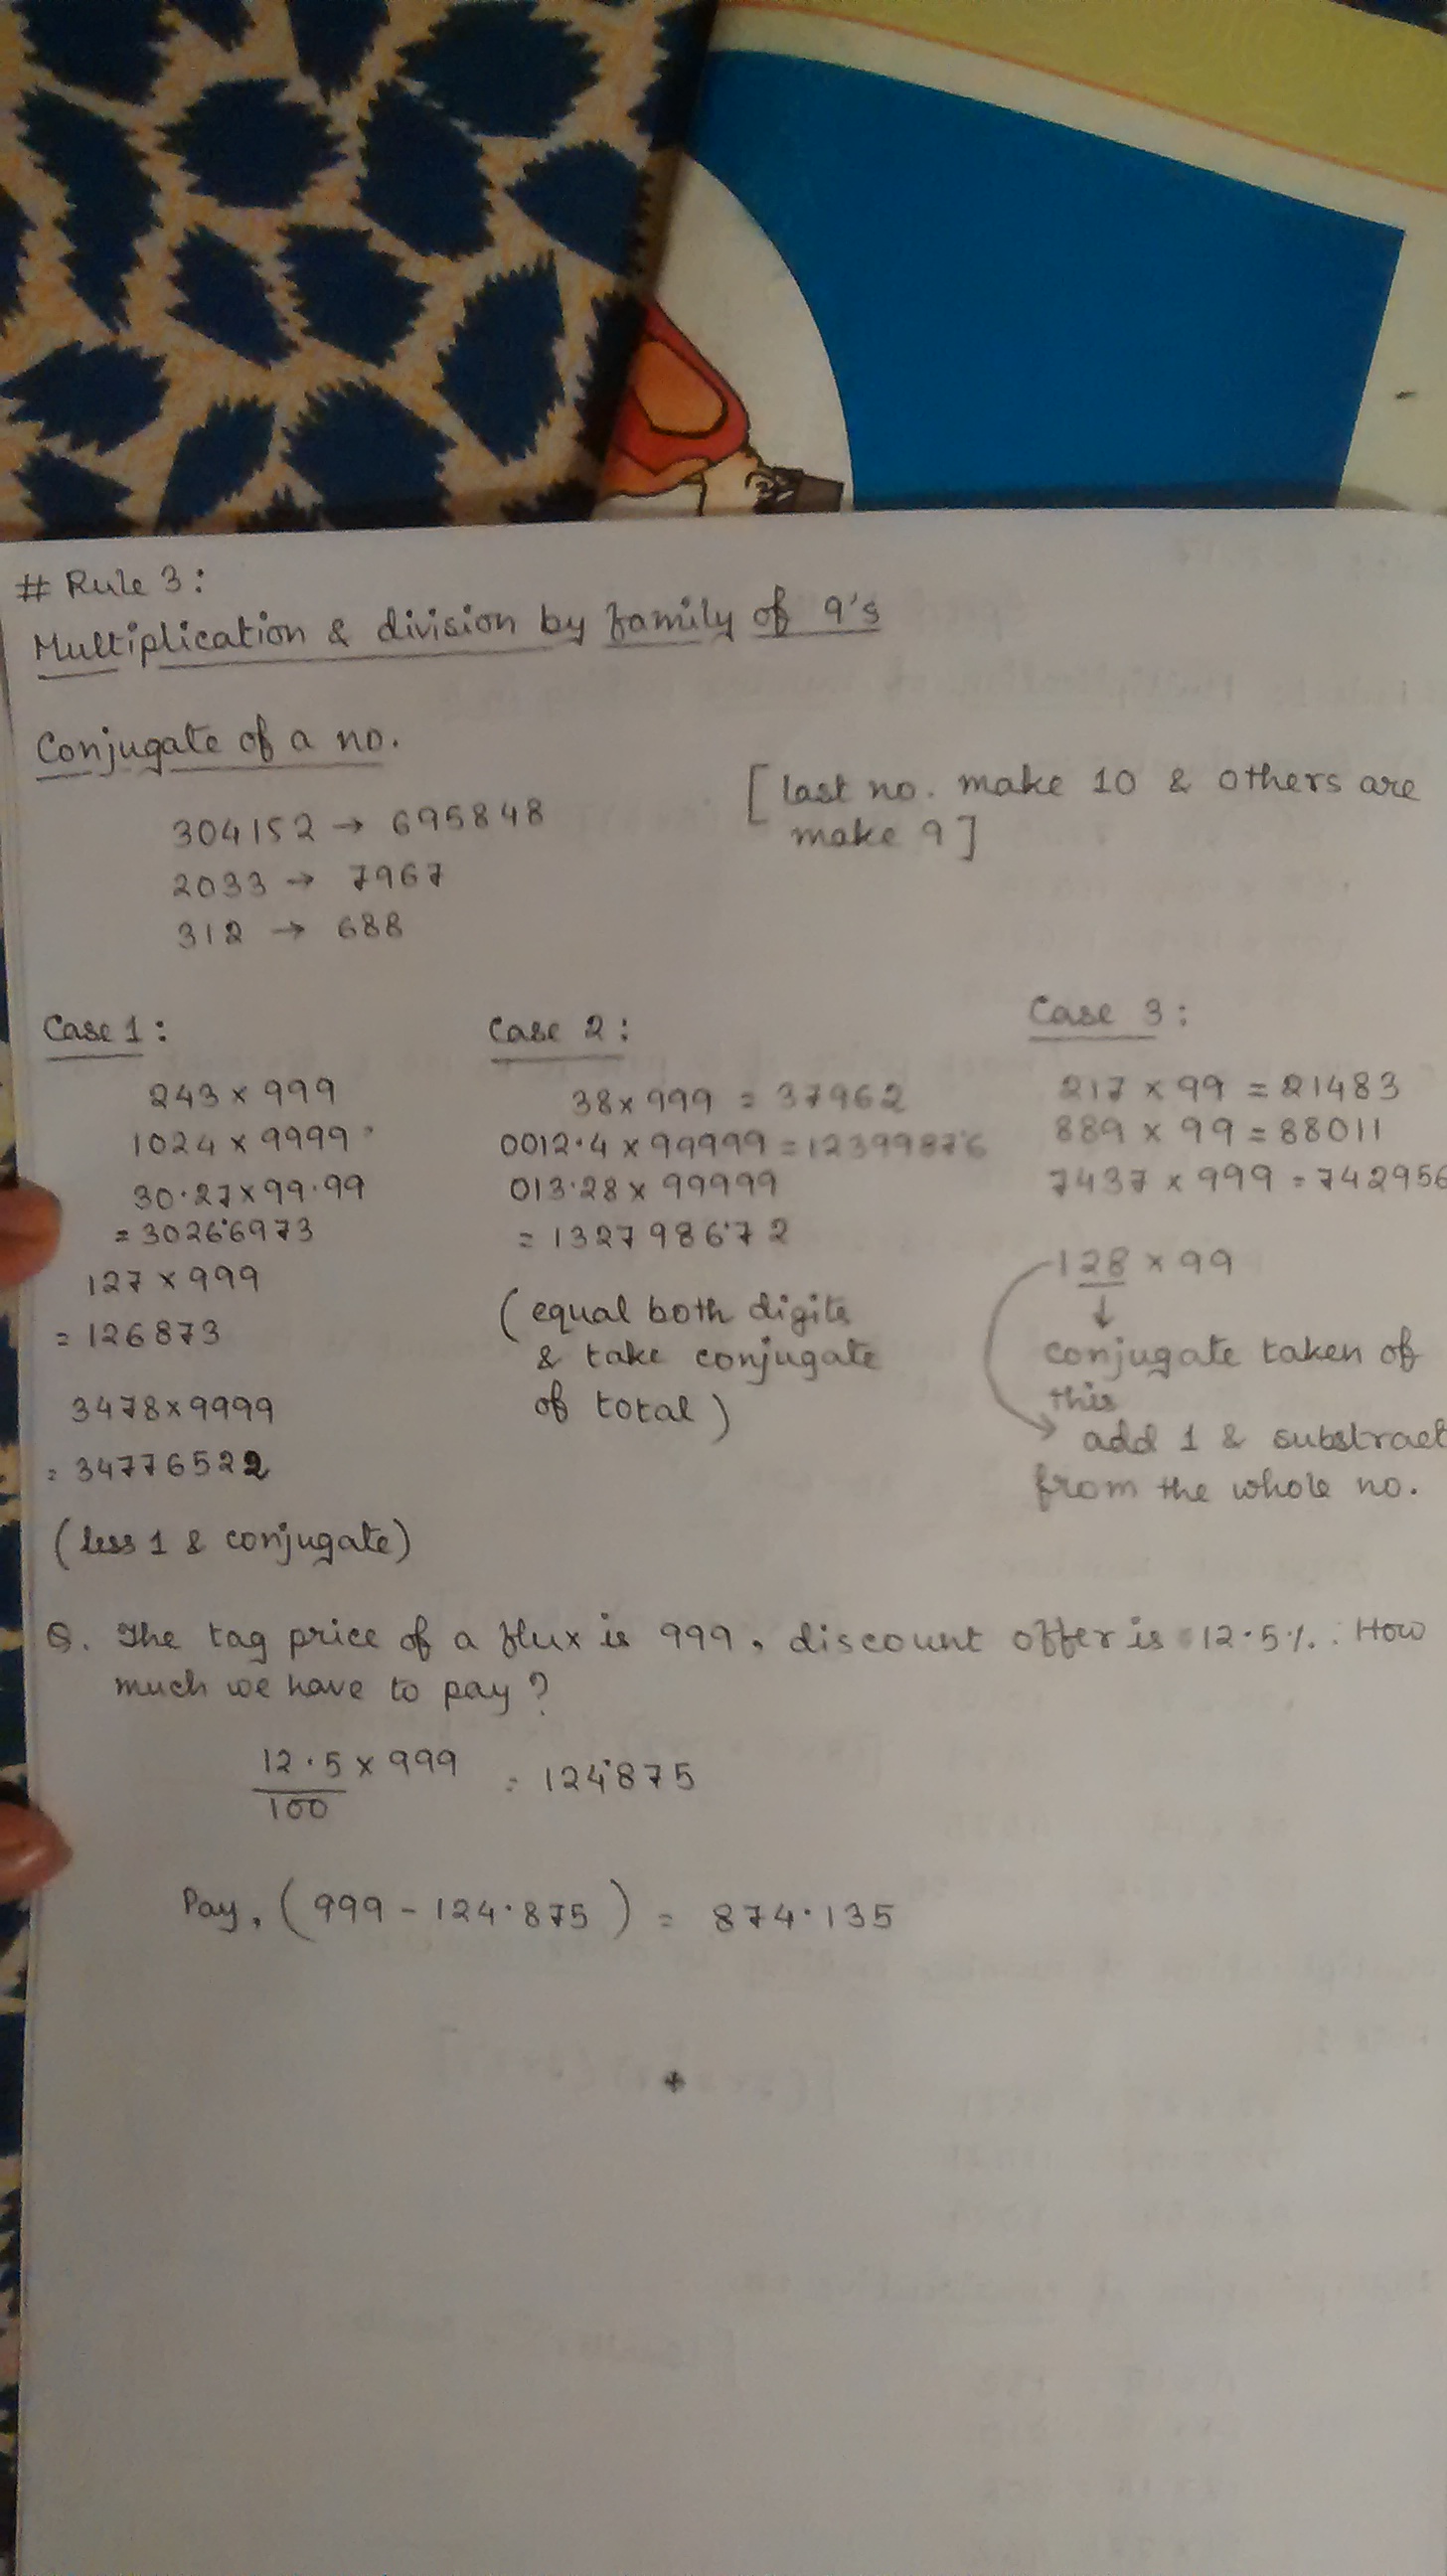 # Rule 3:
Multiplication & division by family of 9's
Conjugate of a no.
304152 → 695848
2033 → 7967
312 → 688
[last no. make 10 & others are
make 9]
Case 1:
243 x 999
1024 x 9999
30.27 x 99.99
= 3026.6973
127 x 999
= 126873
3478 x 9999
= 34776522
(less 1 & conjugate)
Case 2:
38 x 999 = 37962
0012.4 x 99999 = 1239987.6
013.28 x 99999
= 1327986.72
(equal both digits
& take conjugate
of total)
Case 3:
217 x 99 = 21483
889 x 99 = 88011
7437 x 999 = 742956
128 x 99
↓
conjugate taken of
this
add 1 & substract
from the whole no.
Q. The tag price of a flux is 999, discount offer is 12.5%. How
much we have to pay?
12.5/100 x 999 = 124.875
Pay, (999 - 124.875) = 874.135